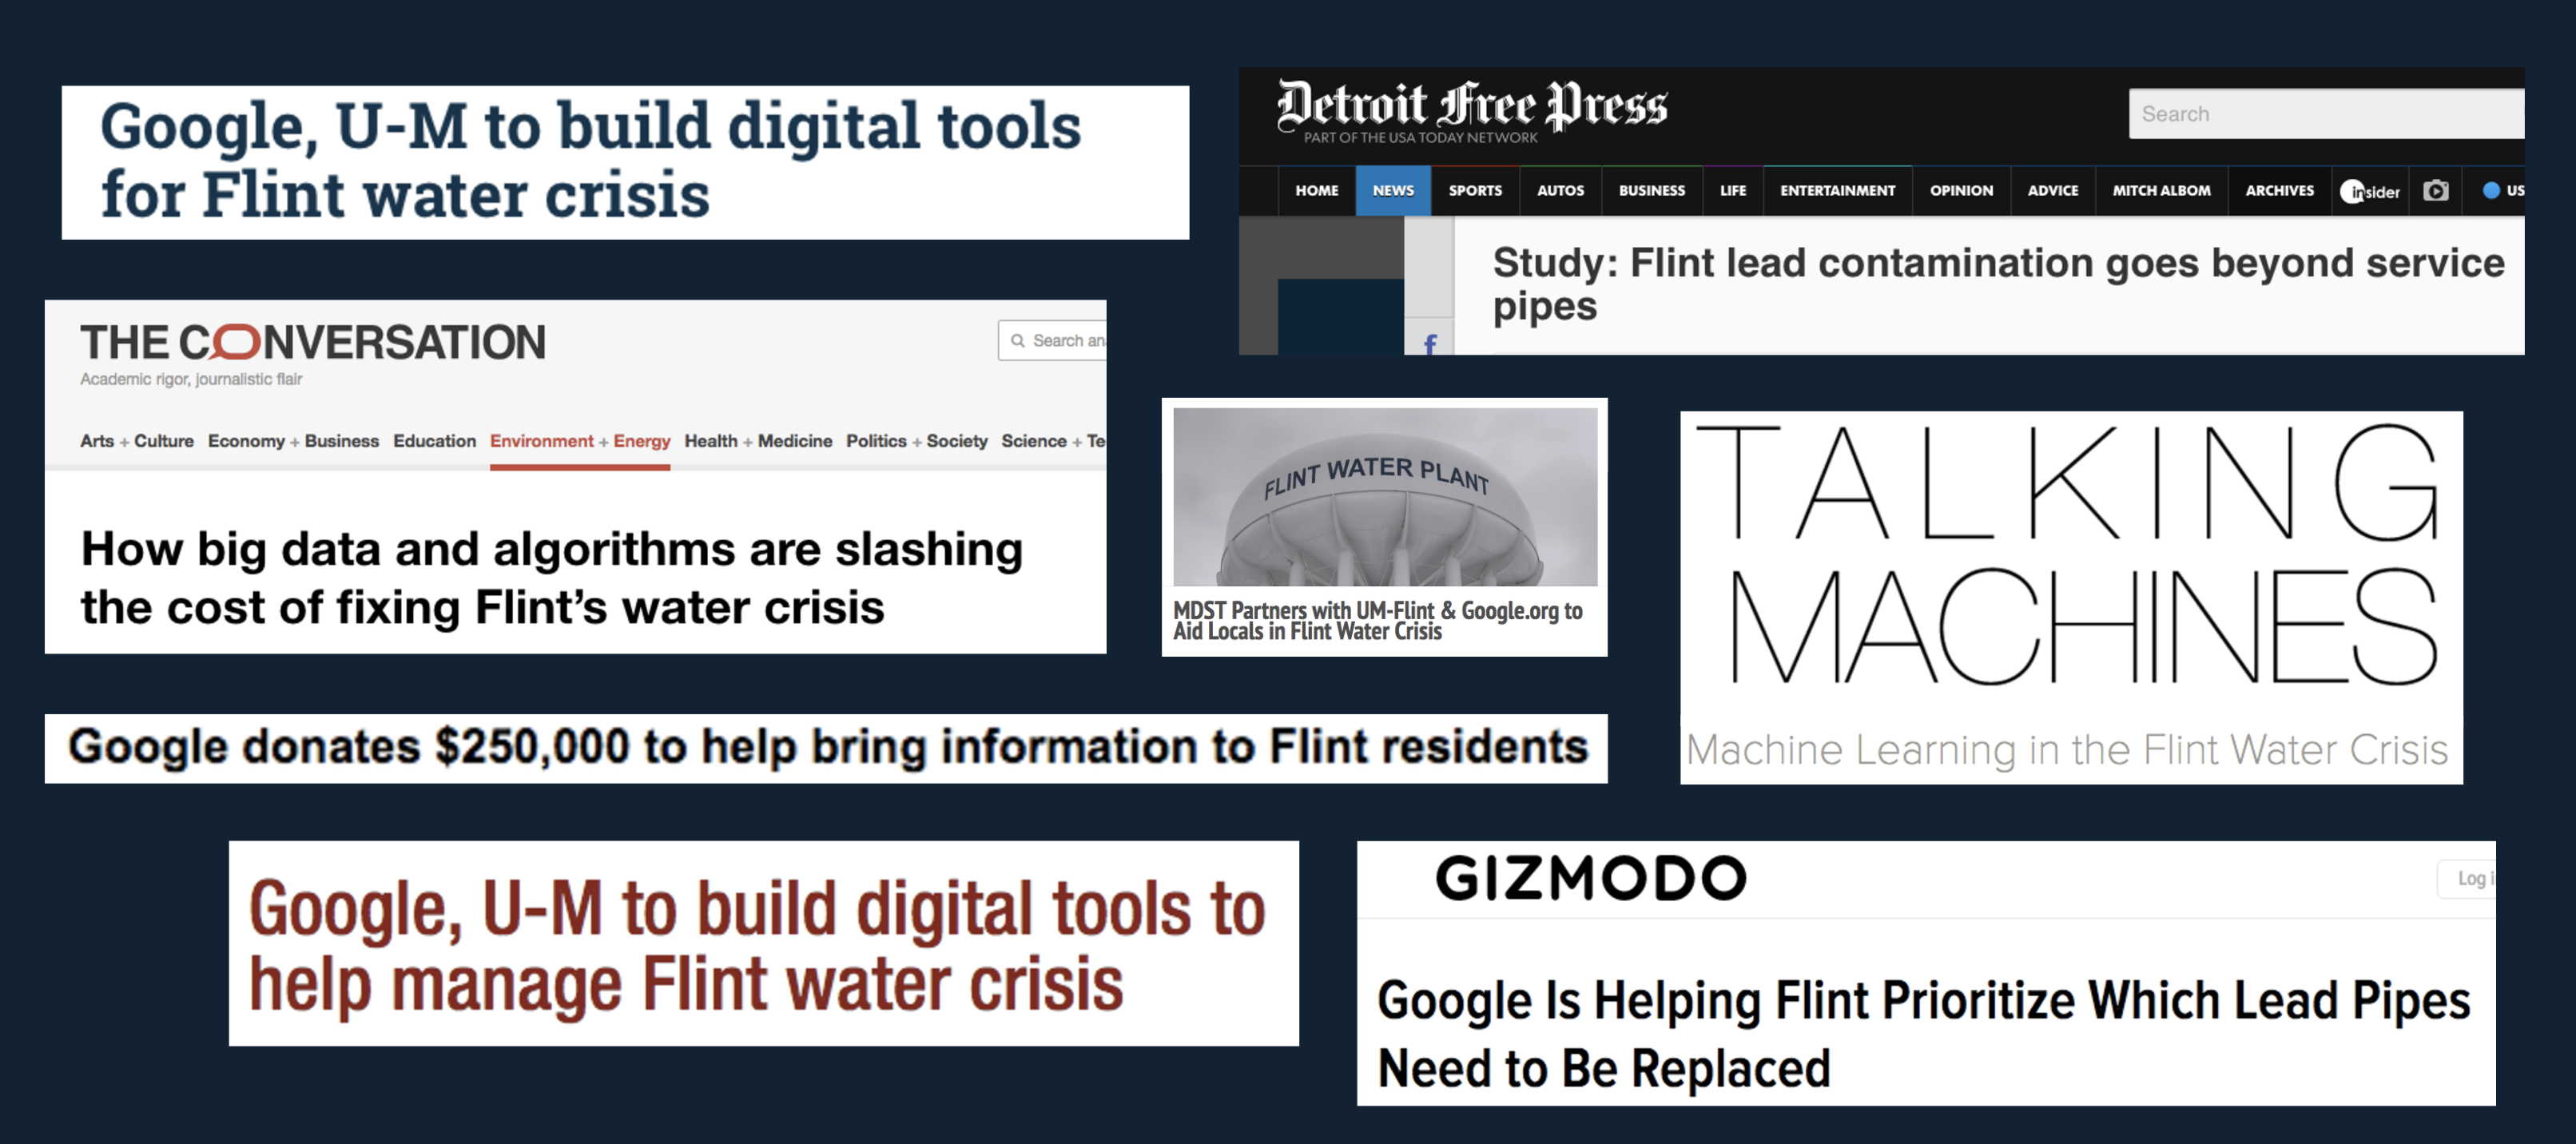 Google, U-M to build digital tools
for Flint water crisis
Detroit Free Press
PART OF THE USA TODAY NETWORK
Search
HOME NEWS SPORTS AUTOS BUSINESS LIFE ENTERTAINMENT OPINION ADVICE MITCH ALBOM ARCHIVES insider US
Study: Flint lead contamination goes beyond service
pipes
f
THE CONVERSATION
Academic rigor, journalistic flair
Search an
Arts + Culture Economy + Business Education Environment + Energy Health + Medicine Politics + Society Science + Te
How big data and algorithms are slashing
the cost of fixing Flint's water crisis
FLINT WATER PLANT
MDST Partners with UM-Flint & Google.org to
Aid Locals in Flint Water Crisis
TALKING
MACHINES
Machine Learning in the Flint Water Crisis
Google donates $250,000 to help bring information to Flint residents
Google, U-M to build digital tools to
help manage Flint water crisis
GIZMODO
Log i
Google Is Helping Flint Prioritize Which Lead Pipes
Need to Be Replaced